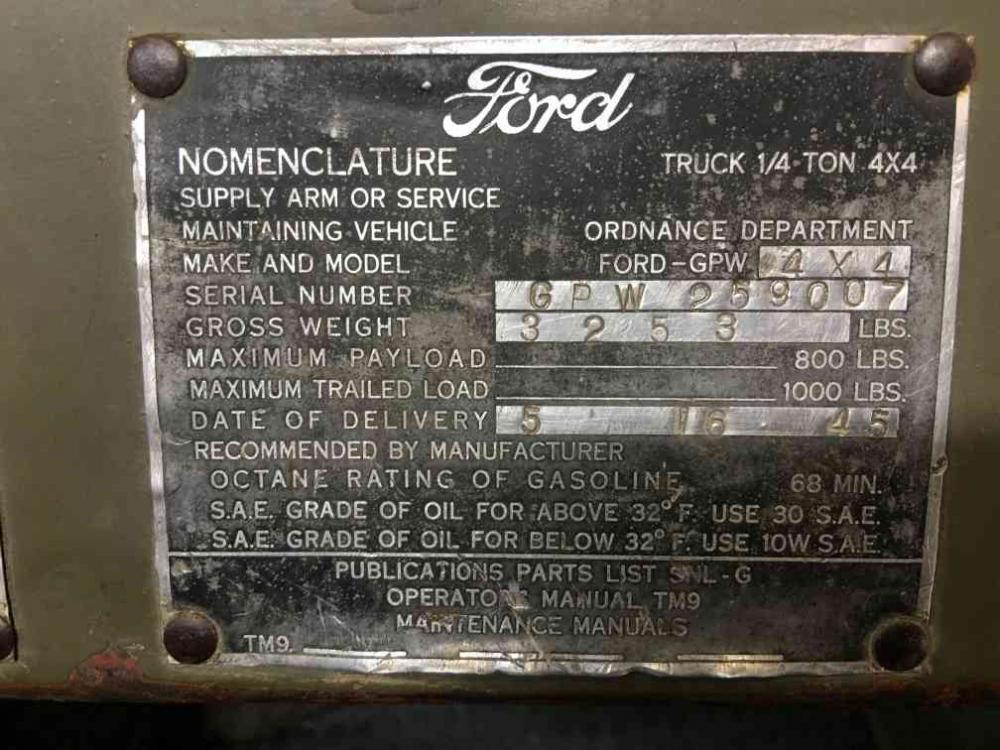 Ford
NOMENCLATURE TRUCK 1/4 TON 4X4
SUPPLY ARM OR SERVICE
MAINTAINING VEHICLE ORDNANCE DEPARTMENT
MAKE AND MODEL FORD-GPW 4 X 4
SERIAL NUMBER GPW 259007
GROSS WEIGHT 3253 LBS.
MAXIMUM PAYLOAD 800 LBS.
MAXIMUM TRAILED LOAD 1000 LBS.
DATE OF DELIVERY 5 16 45
RECOMMENDED BY MANUFACTURER
OCTANE RATING OF GASOLINE 68 MIN.
S.A.E. GRADE OF OIL FOR ABOVE 32° F. USE 30 S.A.E.
S.A.E. GRADE OF OIL FOR BELOW 32° F. USE 10W S.A.E.
PUBLICATIONS PARTS LIST SNL-G
OPERATORS MANUAL TM9
MAINTENANCE MANUALS
TM9.